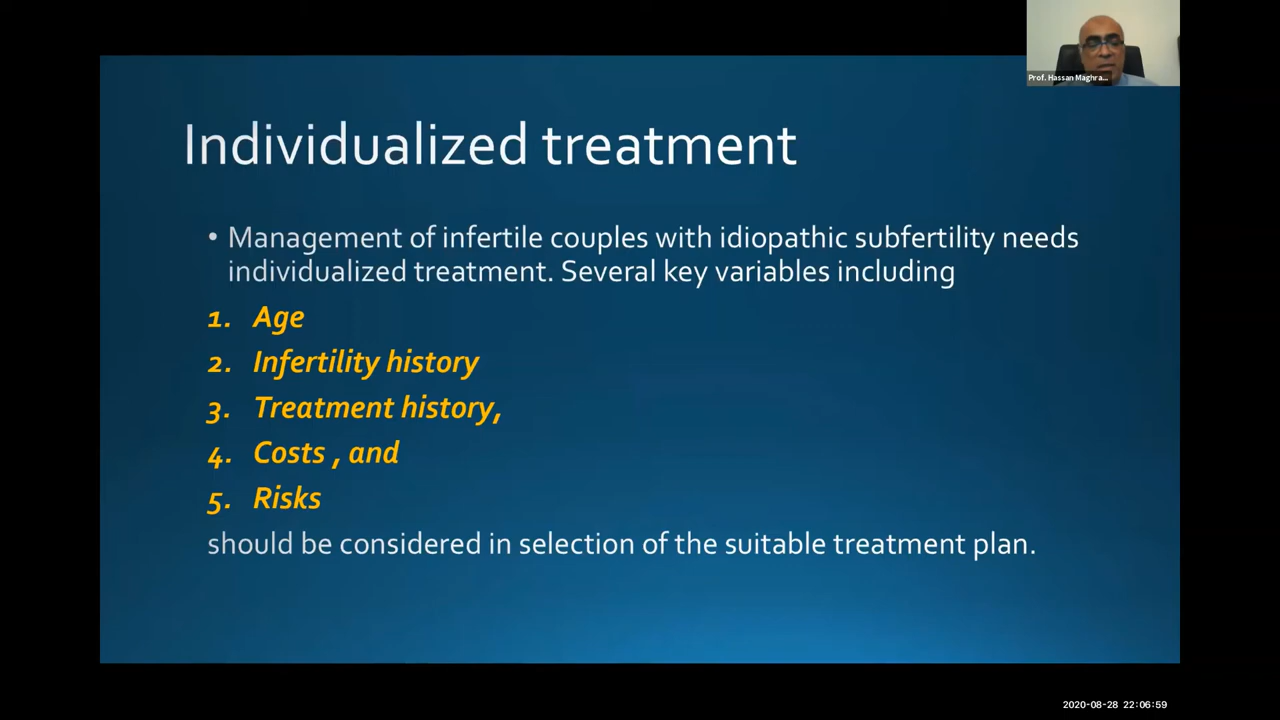 Prof. Hassan Maghra...
Individualized treatment
• Management of infertile couples with idiopathic subfertility needs
individualized treatment. Several key variables including
1. Age
2. Infertility history
3. Treatment history,
4. Costs , and
5. Risks
should be considered in selection of the suitable treatment plan.
2020-08-28 22:06:59